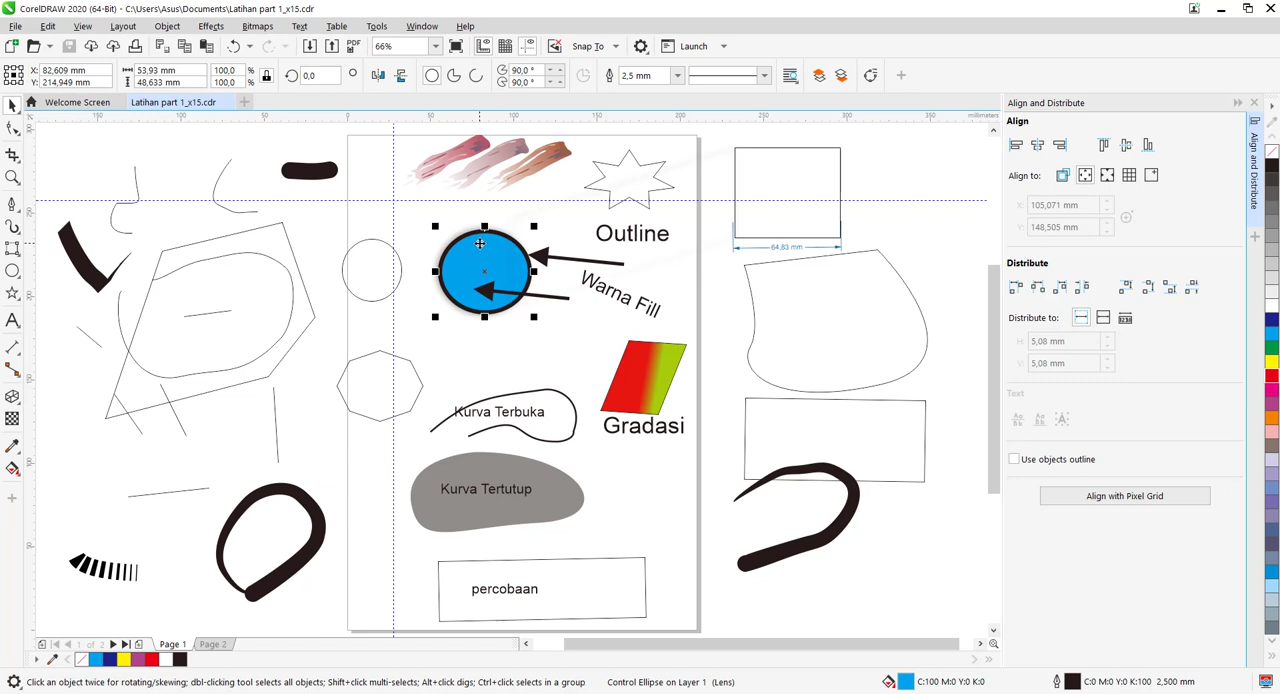 CorelDRAW 2020 (64-Bit) - C:\Users\Asus\Documents\Latihan part 1_x15.cdr
File Edit View Layout Object Effects Bitmaps Text Table Tools Window Help
66% Snap To Launch
X: 82,609 mm 53,93 mm 100,0 % 0,0 90,0 ° 2,5 mm
Y: 214,949 mm 48,633 mm 100,0 % 90,0 °
Welcome Screen Latihan part 1_x15.cdr
Align and Distribute
millimeters
Align
Align to:
X: 105,071 mm
Y: 148,505 mm
Distribute
Distribute to:
H: 5,08 mm
V: 5,08 mm
Text
Use objects outline
Align with Pixel Grid
Align and Distribute
Outline
64,83 mm
Warna Fill
Gradasi
Kurva Terbuka
Kurva Tertutup
percobaan
1 of 2 Page 1 Page 2
Click an object twice for rotating/skewing; dbl-clicking tool selects all objects; Shift+click multi-selects; Alt+click digs; Ctrl+click selects in a group Control Ellipse on Layer 1 (Lens) C:100 M:0 Y:0 K:0 C:0 M:0 Y:0 K:100 2,500 mm